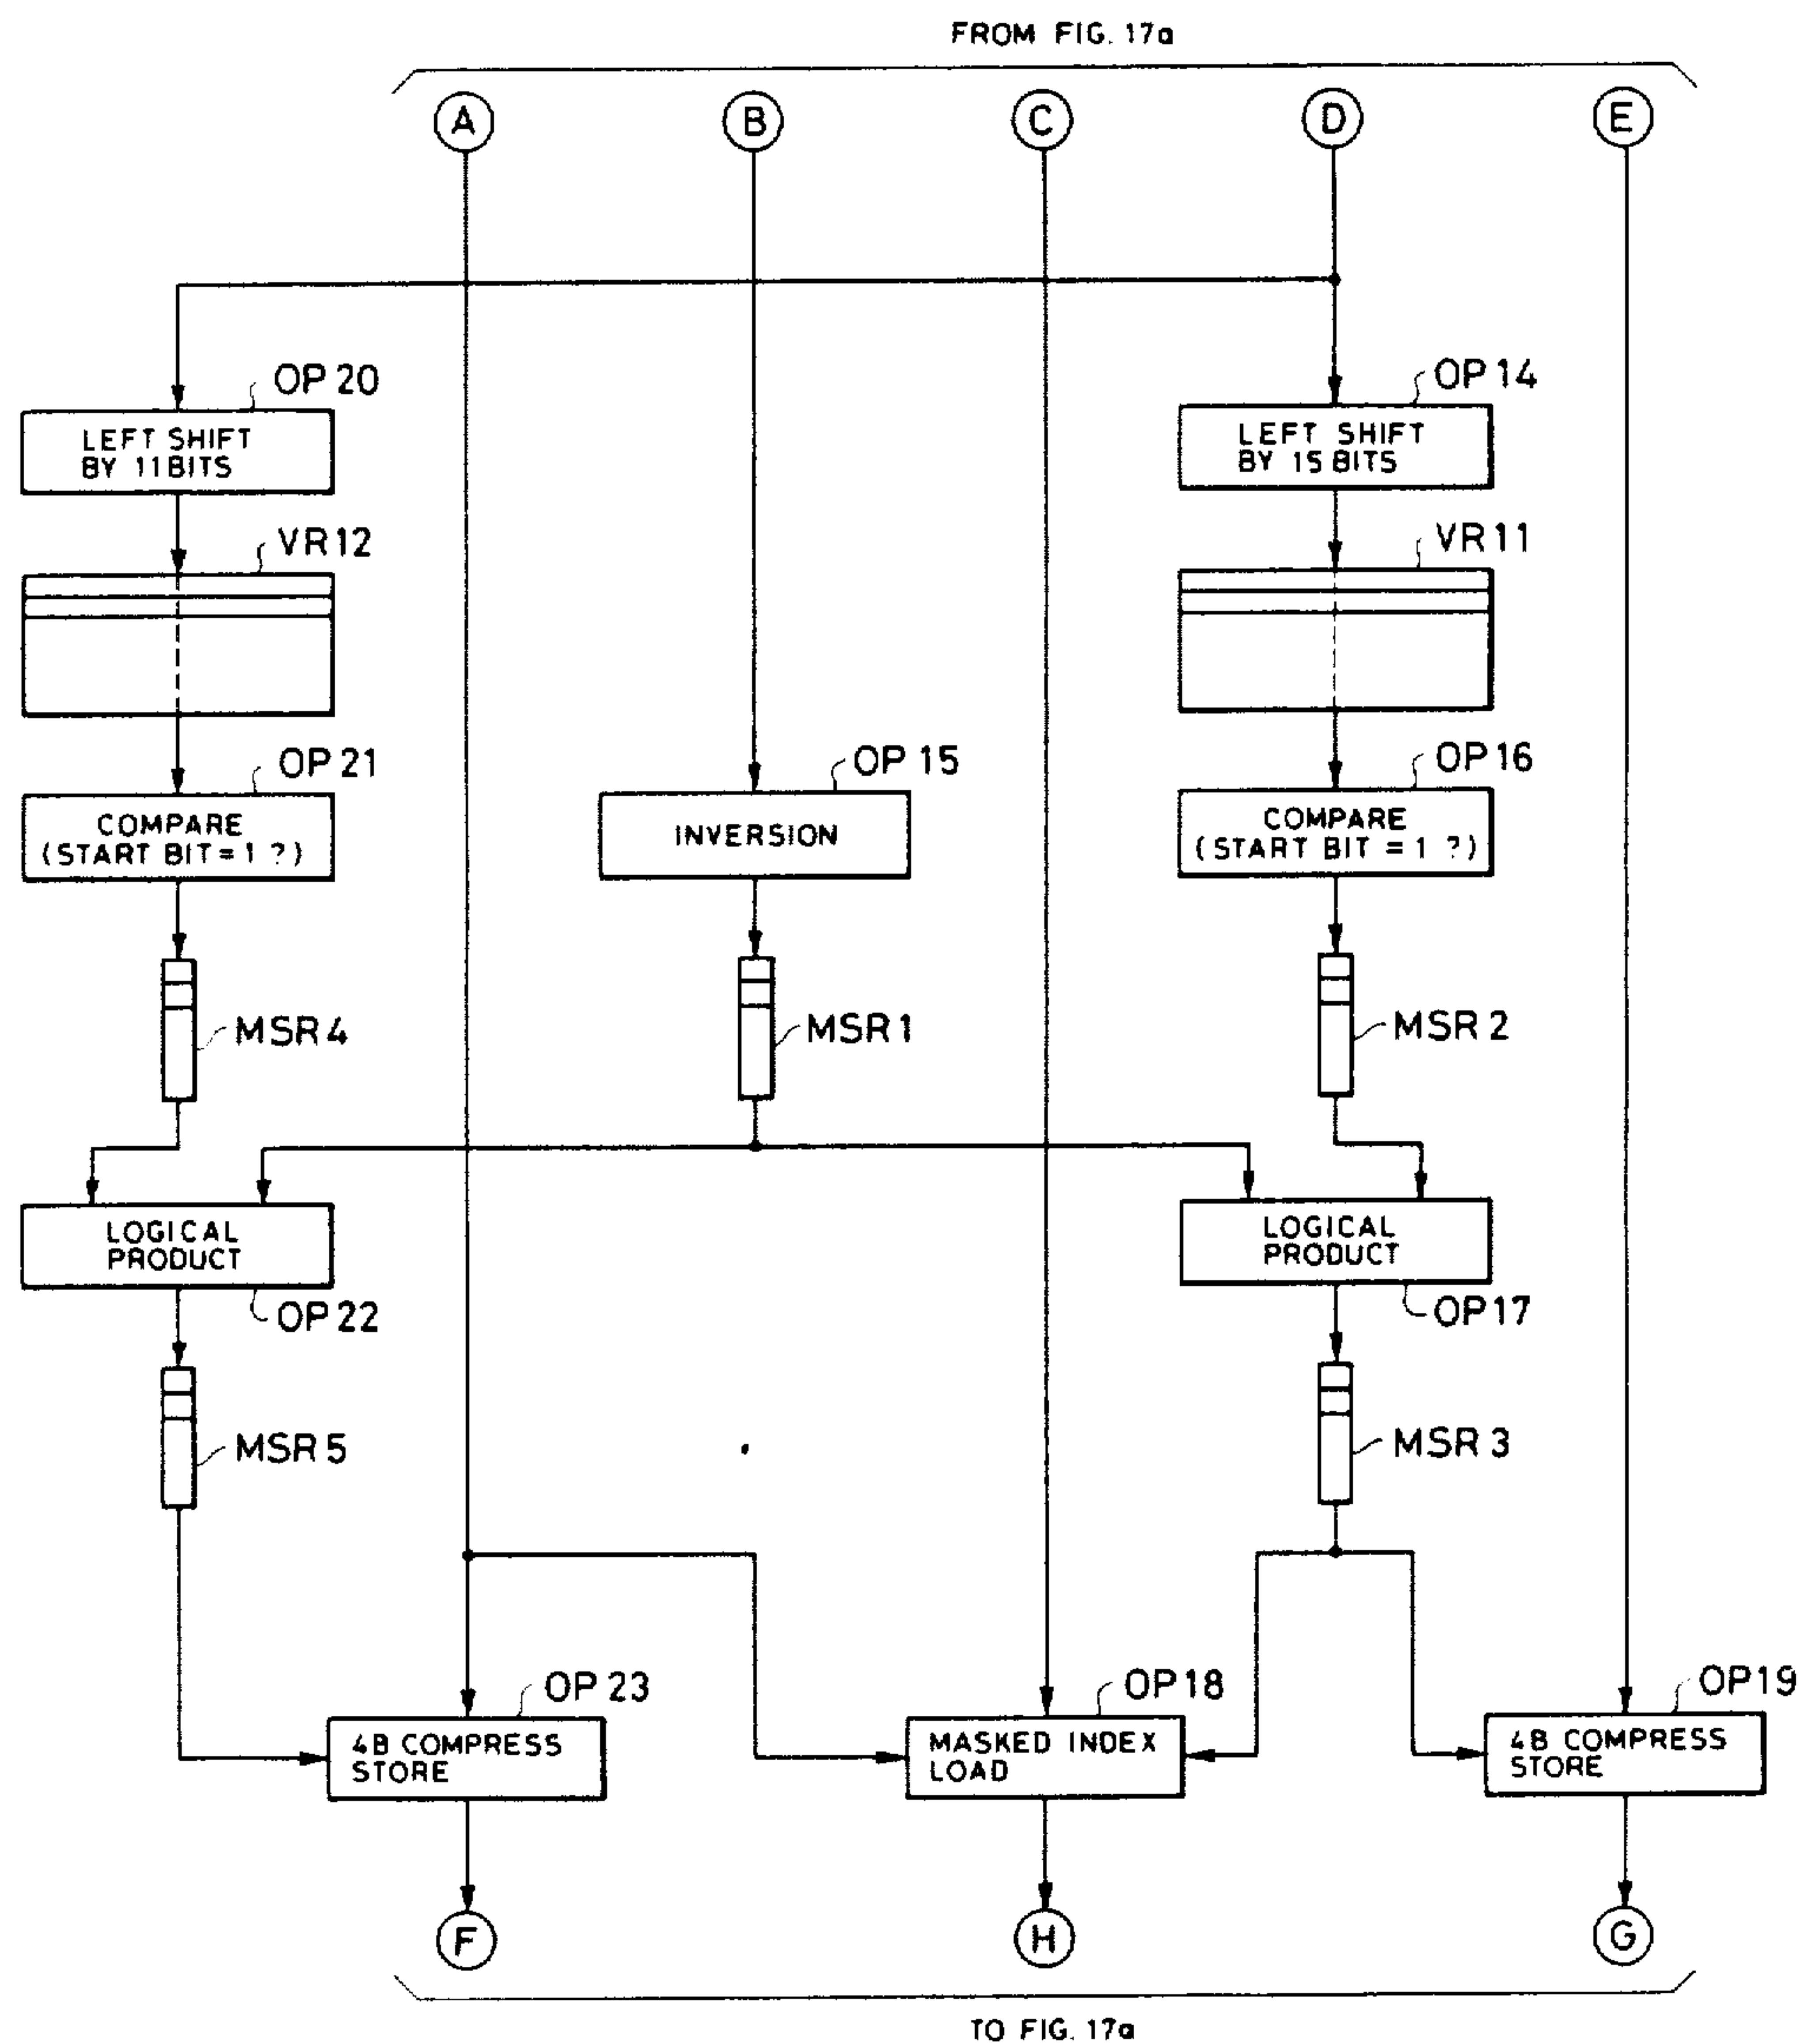 FROM FIG. 17a
A
B
C
D
E
OP 20
OP 14
LEFT SHIFT
BY 11 BITS
LEFT SHIFT
BY 15 BITS
VR 12
VR 11
OP 21
OP 15
OP 16
COMPARE
(START BIT = 1 ?)
INVERSION
COMPARE
(START BIT = 1 ?)
MSR 4
MSR 1
MSR 2
LOGICAL
PRODUCT
LOGICAL
PRODUCT
OP 22
OP 17
MSR 5
MSR 3
OP 23
OP 18
OP 19
4B COMPRESS
STORE
MASKED INDEX
LOAD
4B COMPRESS
STORE
F
H
G
TO FIG. 17a